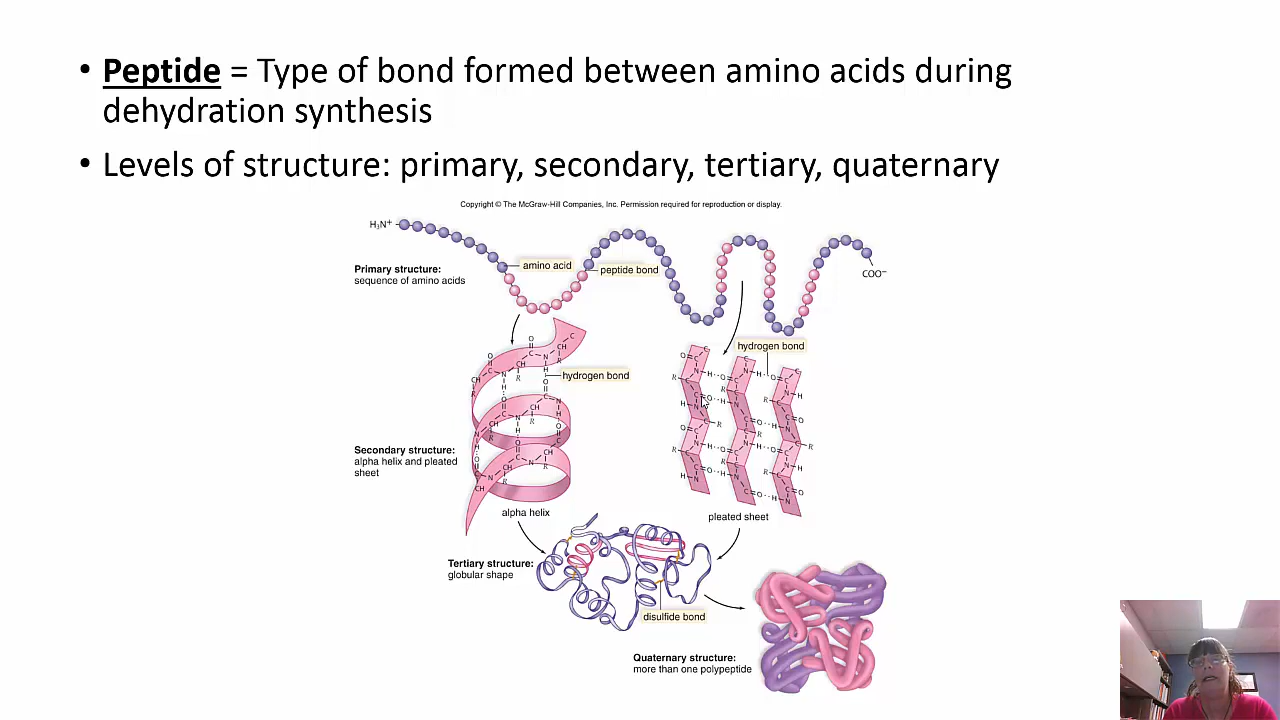 • Peptide = Type of bond formed between amino acids during
dehydration synthesis
• Levels of structure: primary, secondary, tertiary, quaternary
Copyright © The McGraw-Hill Companies, Inc. Permission required for reproduction or display.
H₃N⁺
amino acid
peptide bond
COO⁻
Primary structure:
sequence of amino acids
hydrogen bond
hydrogen bond
Secondary structure:
alpha helix and pleated
sheet
alpha helix
pleated sheet
Tertiary structure:
globular shape
disulfide bond
Quaternary structure:
more than one polypeptide